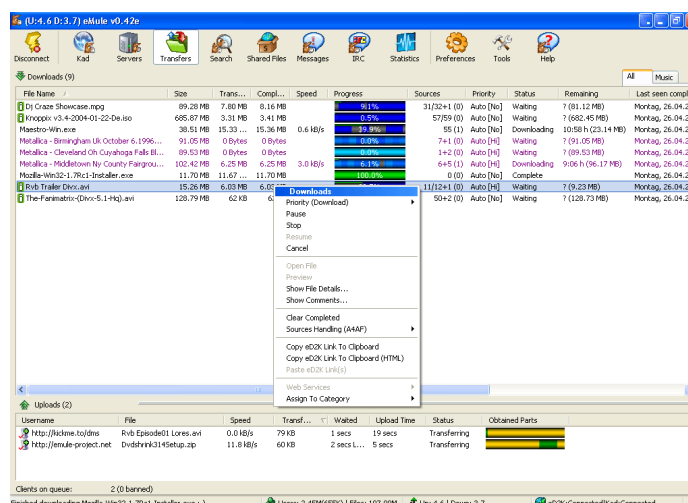 (U:4.6 D:3.7) eMule v0.42e
Disconnect Kad Servers Transfers Search Shared Files Messages IRC Statistics Preferences Tools Help
Downloads (9) All Music
File Name Size Trans... Compl... Speed Progress Sources Priority Status Remaining Last seen compl
Dj Craze Showcase.mpg 89.28 MB 7.80 MB 8.16 MB 9.1% 31/32+1 (0) Auto [No] Waiting ? (81.12 MB) Montag, 26.04.2
Knoppix v3.4-2004-01-22-De.iso 685.87 MB 3.31 MB 3.41 MB 0.5% 57/59 (0) Auto [No] Waiting ? (682.45 MB) Montag, 26.04.2
Maestro-Win.exe 38.51 MB 15.33 ... 15.36 MB 0.6 kB/s 39.9% 55 (1) Auto [No] Downloading 10:58 h (23.14 MB) Montag, 26.04.2
Metallica - Birmingham Uk October 6.1996... 91.05 MB 0 Bytes 0 Bytes 0.0% 7+1 (0) Auto [Hi] Waiting ? (91.05 MB) Montag, 26.04.2
Metallica - Cleveland Oh Cuyahoga Falls Bl... 89.53 MB 0 Bytes 0 Bytes 0.0% 1+2 (0) Auto [Hi] Waiting ? (89.53 MB) Montag, 26.04.2
Metallica - Middletown Ny County Fairgrou... 102.42 MB 6.25 MB 6.25 MB 3.0 kB/s 6.1% 6+5 (1) Auto [Hi] Downloading 9:06 h (96.17 MB) Montag, 26.04.2
Mozilla-Win32-1.7Rc1-Installer.exe 11.70 MB 11.67 ... 11.70 MB 100.0% 0 (0) Auto [No] Complete Montag, 26.04.2
Rvb Trailer Divx.avi 15.26 MB 6.03 MB 11/12+1 (0) Auto [Hi] Waiting ? (9.23 MB) Montag, 26.04.2
The-Fanimatrix-(Divx-5.1-Hq).avi 128.79 MB 62 KB 50+2 (0) Auto [No] Waiting ? (128.73 MB) Montag, 26.04.2
Downloads
Priority (Download)
Pause
Stop
Resume
Cancel
Open File
Preview
Show File Details...
Show Comments...
Clear Completed
Sources Handling (A4AF)
Copy eD2K Link To Clipboard
Copy eD2K Link To Clipboard (HTML)
Paste eD2K Link(s)
Web Services
Assign To Category
Uploads (2)
Username File Speed Transf... Waited Upload Time Status Obtained Parts
http://kickme.to/dms Rvb Episode01 Lores.avi 0.0 kB/s 79 KB 1 secs 19 secs Transferring
http://emule-project.net Dvdshrink314Setup.zip 11.8 kB/s 60 KB 2 secs L... 5 secs Transferring
Clients on queue: 2 (0 banned)